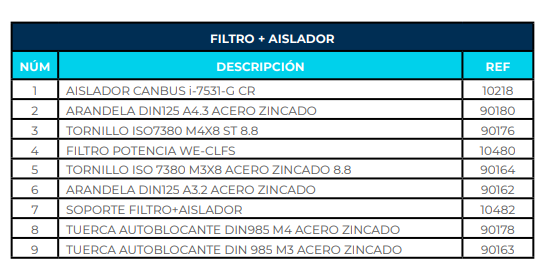 FILTRO + AISLADOR
NÚM DESCRIPCIÓN REF
1 AISLADOR CANBUS i-7531-G CR 10218
2 ARANDELA DIN125 A4.3 ACERO ZINCADO 90180
3 TORNILLO ISO7380 M4X8 ST 8.8 90176
4 FILTRO POTENCIA WE-CLFS 10480
5 TORNILLO ISO 7380 M3X8 ACERO ZINCADO 8.8 90164
6 ARANDELA DIN125 A3.2 ACERO ZINCADO 90162
7 SOPORTE FILTRO+AISLADOR 10482
8 TUERCA AUTOBLOCANTE DIN985 M4 ACERO ZINCADO 90178
9 TUERCA AUTOBLOCANTE DIN 985 M3 ACERO ZINCADO 90163